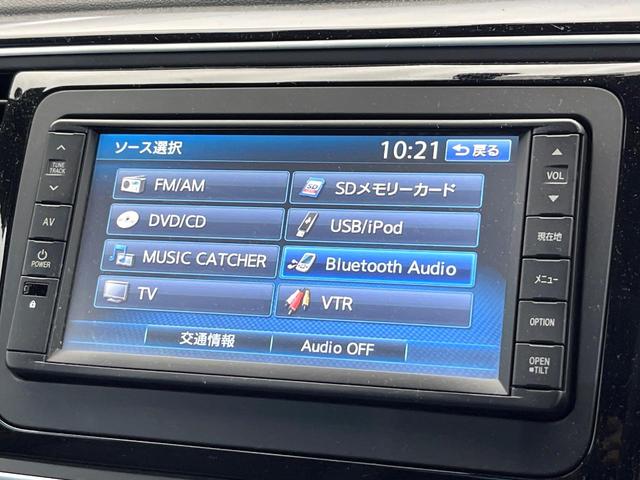 ソース選択
10:21
戻る
FM/AM
SD
SDメモリーカード
DVD/CD
USB/iPod
MUSIC CATCHER
Bluetooth Audio
TV
VTR
交通情報
Audio OFF
TUNE
TRACK
AV
POWER
VOL
現在地
メニュー
OPTION
OPEN
TILT